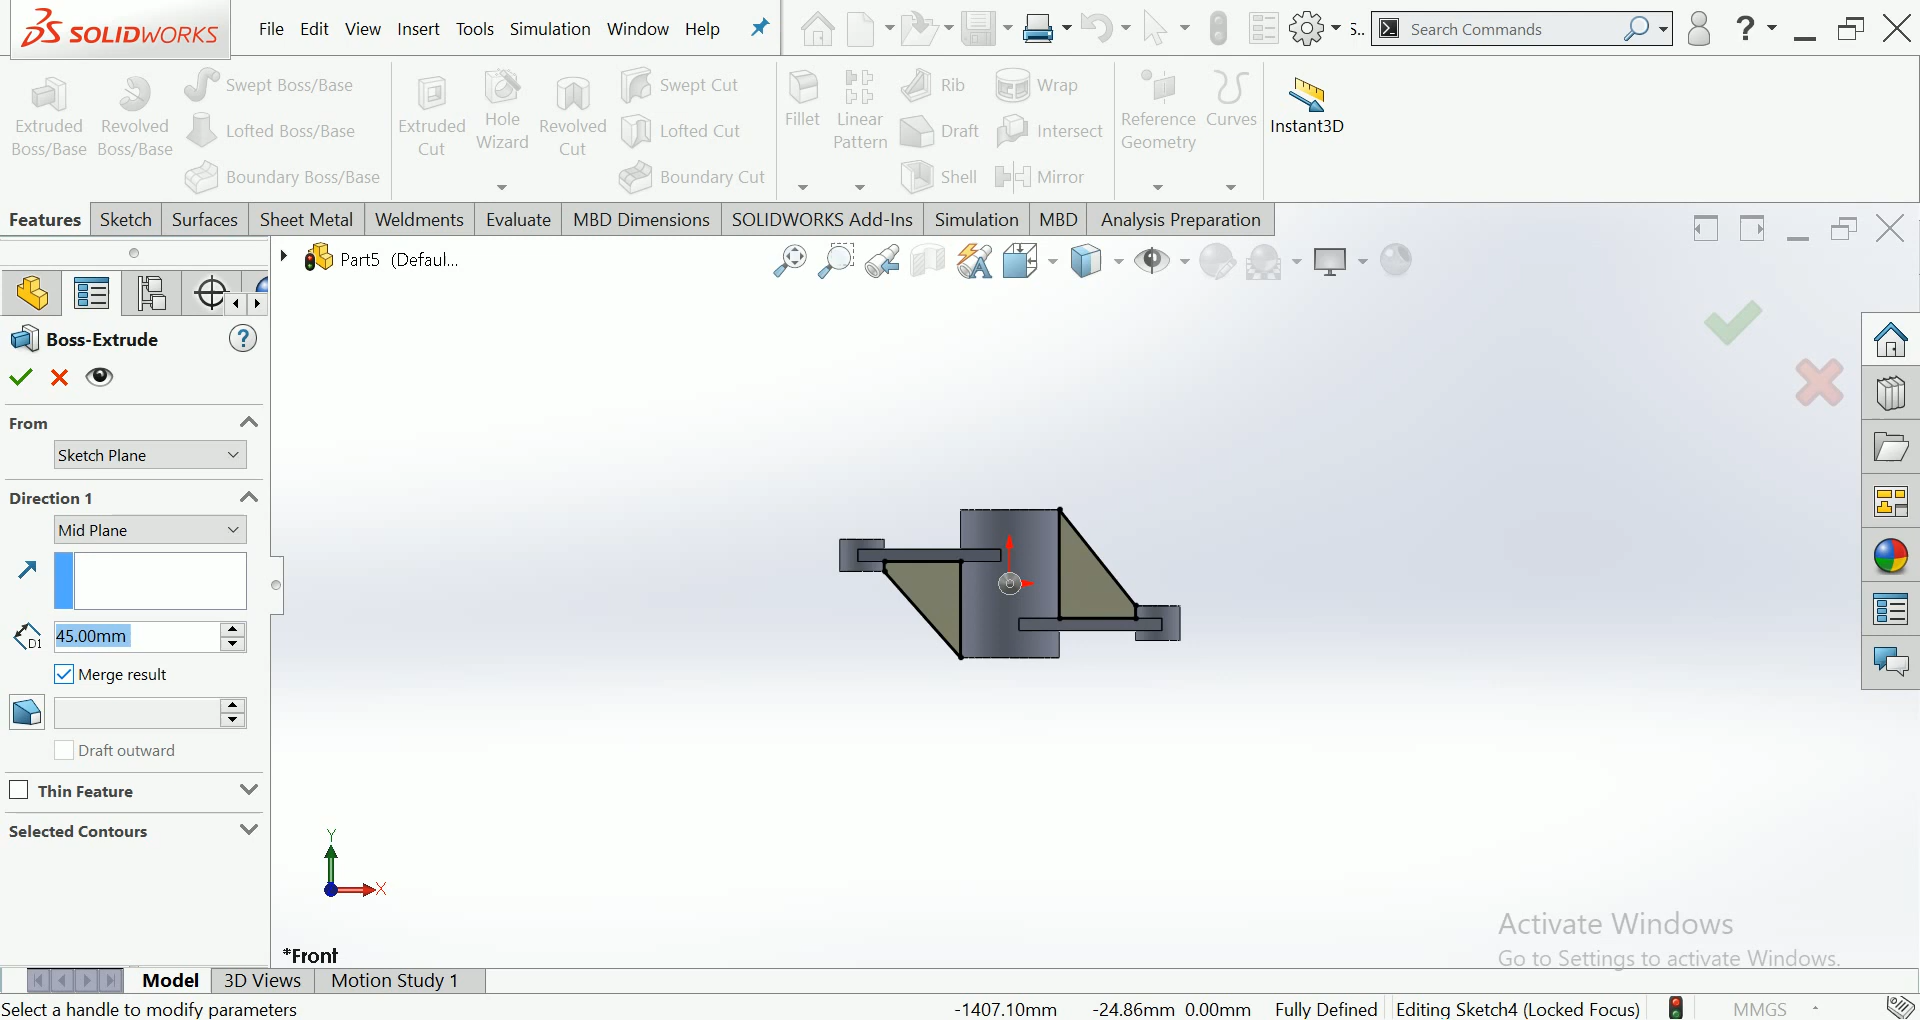 SOLIDWORKS File Edit View Insert Tools Simulation Window Help S.. Search Commands ?
Extruded Boss/Base
Revolved Boss/Base
Swept Boss/Base
Lofted Boss/Base
Boundary Boss/Base
Extruded Cut
Hole Wizard
Revolved Cut
Swept Cut
Lofted Cut
Boundary Cut
Fillet
Linear Pattern
Rib
Draft
Shell
Wrap
Intersect
Mirror
Reference Geometry
Curves
Instant3D
Features Sketch Surfaces Sheet Metal Weldments Evaluate MBD Dimensions SOLIDWORKS Add-Ins Simulation MBD Analysis Preparation
Part5 (Defaul...
Boss-Extrude ?
From
Sketch Plane
Direction 1
Mid Plane
D1 45.00mm
Merge result
Draft outward
Thin Feature
Selected Contours
Y
X
*Front
Activate Windows
Go to Settings to activate Windows.
Model 3D Views Motion Study 1
Select a handle to modify parameters -1407.10mm -24.86mm 0.00mm Fully Defined Editing Sketch4 (Locked Focus) MMGS